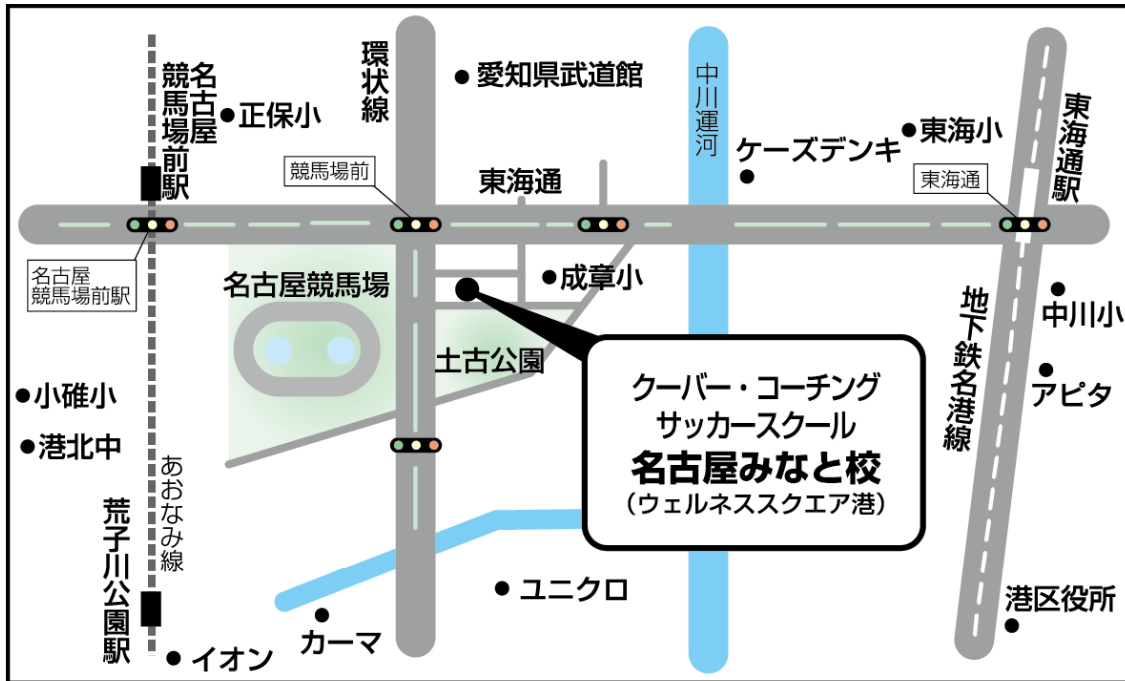 名古屋
競馬場前駅
正保小
環状線
愛知県武道館
中川運河
ケーズデンキ
東海小
東海通駅
競馬場前
東海通
東海通
名古屋
競馬場前駅
名古屋競馬場
成章小
土古公園
地下鉄名港線
中川小
アピタ
小碓小
港北中
クーバー・コーチング
サッカースクール
名古屋みなと校
（ウェルネススクエア港）
あおなみ線
荒子川公園駅
イオン
カーマ
ユニクロ
港区役所